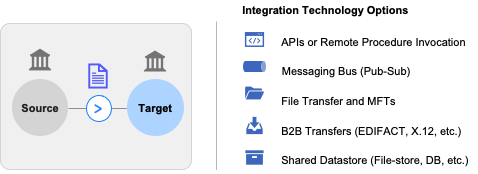 Integration Technology Options
Source
Target
APIs or Remote Procedure Invocation
Messaging Bus (Pub-Sub)
File Transfer and MFTs
B2B Transfers (EDIFACT, X.12, etc.)
Shared Datastore (File-store, DB, etc.)